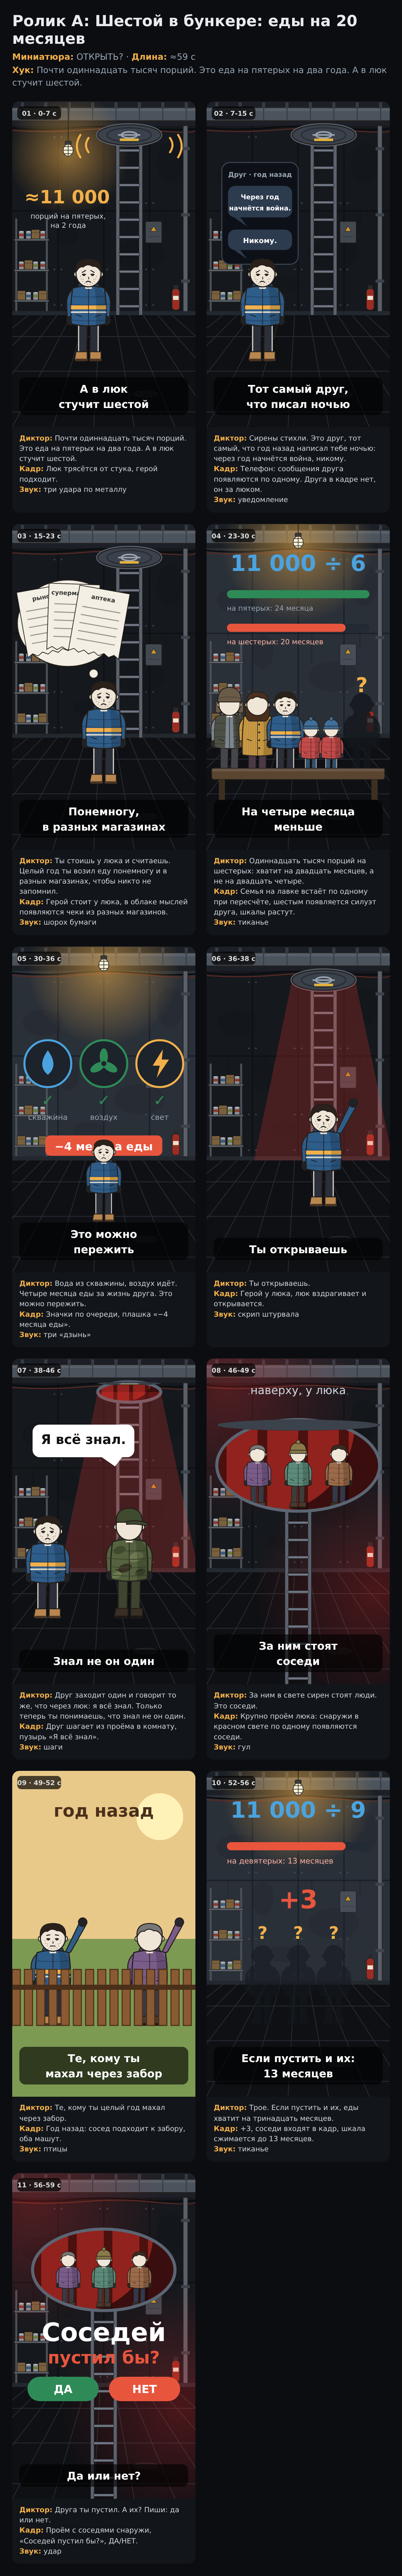 Ролик А: Шестой в бункере: еды на 20
месяцев
Миниатюра: ОТКРЫТЬ? · Длина: ≈59 с
Хук: Почти одиннадцать тысяч порций. Это еда на пятерых на два года. А в люк
стучит шестой.
01 · 0-7 с
≈11 000
порций на пятерых,
на 2 года
А в люк
стучит шестой
Диктор: Почти одиннадцать тысяч порций.
Это еда на пятерых на два года. А в люк
стучит шестой.
Кадр: Люк трясётся от стука, герой
подходит.
Звук: три удара по металлу
02 · 7-15 с
Друг · год назад
Через год
начнётся война.
Никому.
Тот самый друг,
что писал ночью
Диктор: Сирены стихли. Это друг, тот
самый, что год назад написал тебе ночью:
через год начнётся война, никому.
Кадр: Телефон: сообщения друга
появляются по одному. Друга в кадре нет,
он за люком.
Звук: уведомление
03 · 15-23 с
аптека
Понемногу,
в разных магазинах
Диктор: Ты стоишь у люка и считаешь.
Целый год ты возил еду понемногу и в
разных магазинах, чтобы никто не
запомнил.
Кадр: Герой стоит у люка, в облаке мыслей
появляются чеки из разных магазинов.
Звук: шорох бумаги
04 · 23-30 с
11 000 ÷ 6
на пятерых: 24 месяца
на шестерых: 20 месяцев
?
На четыре месяца
меньше
Диктор: Одиннадцать тысяч порций на
шестерых: хватит на двадцать месяцев, а
не на двадцать четыре.
Кадр: Семья на лавке встаёт по одному
при пересчёте, шестым появляется силуэт
друга, шкалы растут.
Звук: тиканье
05 · 30-36 с
✓ ✓ ✓
скважина воздух свет
−4 ме а еды
Это можно
пережить
Диктор: Вода из скважины, воздух идёт.
Четыре месяца еды за жизнь друга. Это
можно пережить.
Кадр: Значки по очереди, плашка «−4
месяца еды».
Звук: три «дзынь»
06 · 36-38 с
Ты открываешь
Диктор: Ты открываешь.
Кадр: Герой у люка, люк вздрагивает и
открывается.
Звук: скрип штурвала
07 · 38-46 с
Я всё знал.
Знал не он один
Диктор: Друг заходит один и говорит то
же, что через люк: я всё знал. Только
теперь ты понимаешь, что знал не он один.
Кадр: Друг шагает из проёма в комнату,
пузырь «Я всё знал».
Звук: шаги
08 · 46-49 с
наверху, у люка
За ним стоят
соседи
Диктор: За ним в свете сирен стоят люди.
Это соседи.
Кадр: Крупно проём люка: снаружи в
красном свете по одному появляются
соседи.
Звук: гул
09 · 49-52 с
год назад
Те, кому ты
махал через забор
Диктор: Те, кому ты целый год махал
через забор.
Кадр: Год назад: сосед подходит к забору,
оба машут.
Звук: птицы
10 · 52-56 с
11 000 ÷ 9
на девятерых: 13 месяцев
+3
? ? ?
Если пустить и их:
13 месяцев
Диктор: Трое. Если пустить и их, еды
хватит на тринадцать месяцев.
Кадр: +3, соседи входят в кадр, шкала
сжимается до 13 месяцев.
Звук: тиканье
11 · 56-59 с
Соседей
пустил бы?
ДА НЕТ
Да или нет?
Диктор: Друга ты пустил. А их? Пиши: да
или нет.
Кадр: Проём с соседями снаружи,
«Соседей пустил бы?», ДА/НЕТ.
Звук: удар